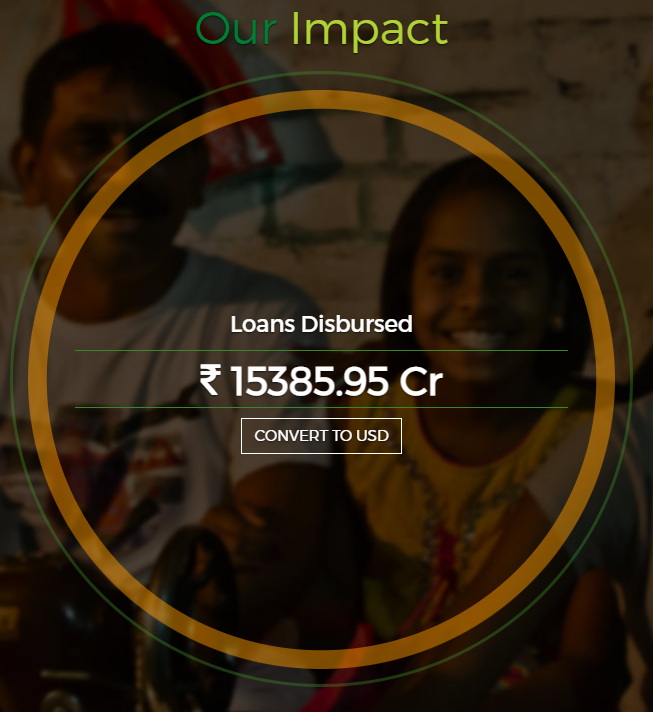 Our Impact
Loans Disbursed
₹ 15385.95 Cr
CONVERT TO USD